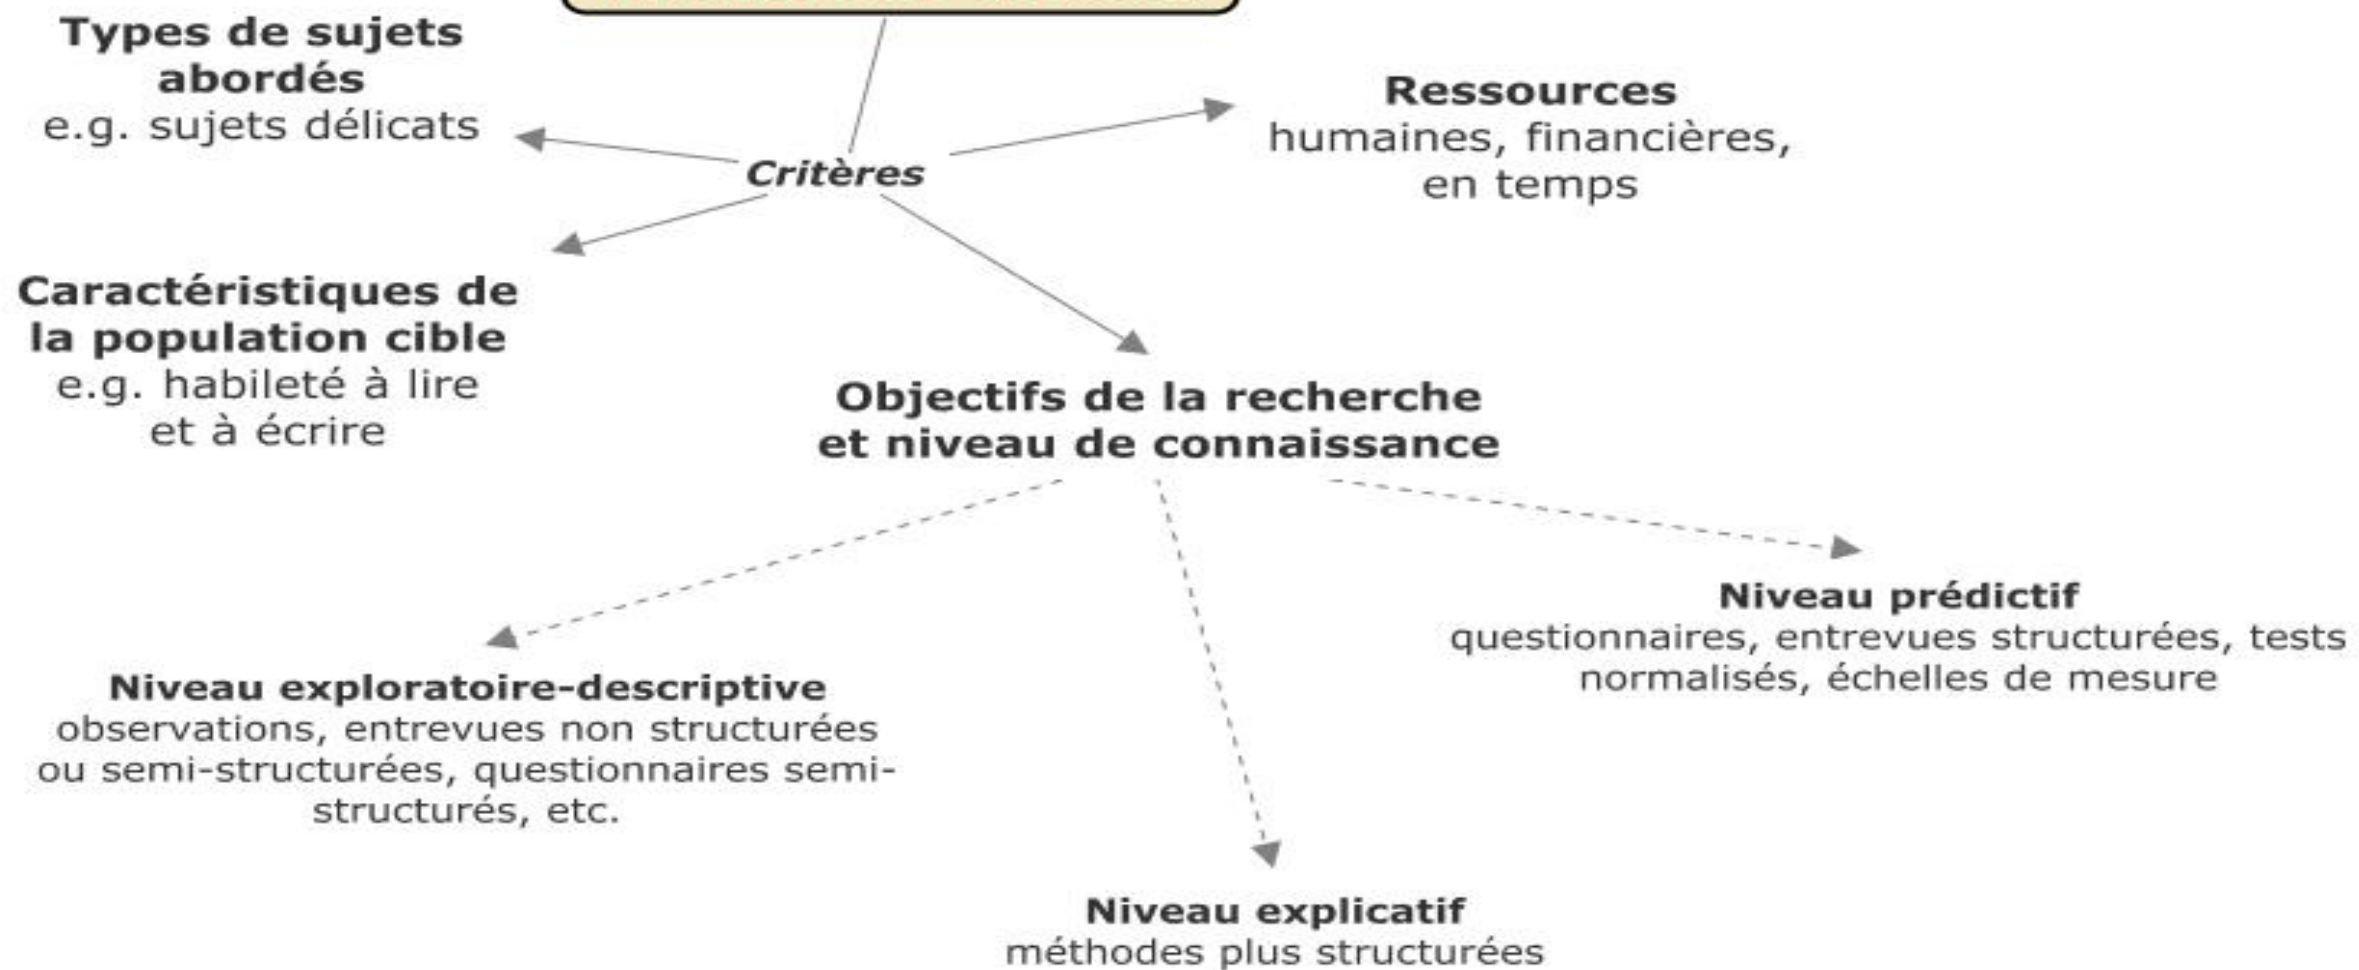 Types de sujets
abordés
e.g. sujets délicats
Ressources
humaines, financières,
en temps
Critères
Caractéristiques de
la population cible
e.g. habileté à lire
et à écrire
Objectifs de la recherche
et niveau de connaissance
Niveau prédictif
questionnaires, entrevues structurées, tests
normalisés, échelles de mesure
Niveau exploratoire-descriptive
observations, entrevues non structurées
ou semi-structurées, questionnaires semi-
structurés, etc.
Niveau explicatif
méthodes plus structurées